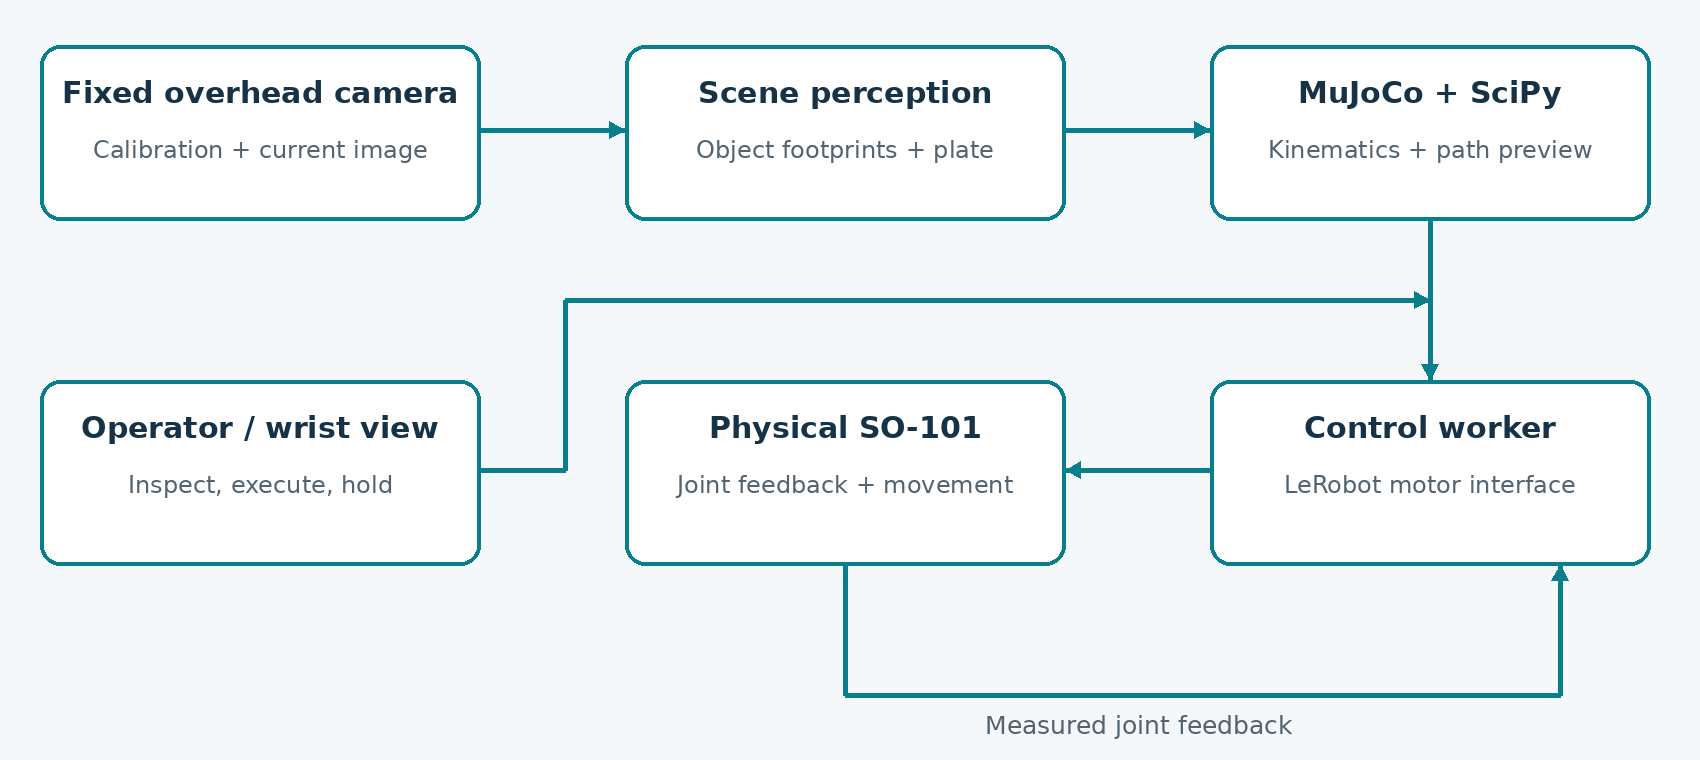 Fixed overhead camera
Calibration + current image
Scene perception
Object footprints + plate
MuJoCo + SciPy
Kinematics + path preview
Operator / wrist view
Inspect, execute, hold
Physical SO-101
Joint feedback + movement
Control worker
LeRobot motor interface
Measured joint feedback